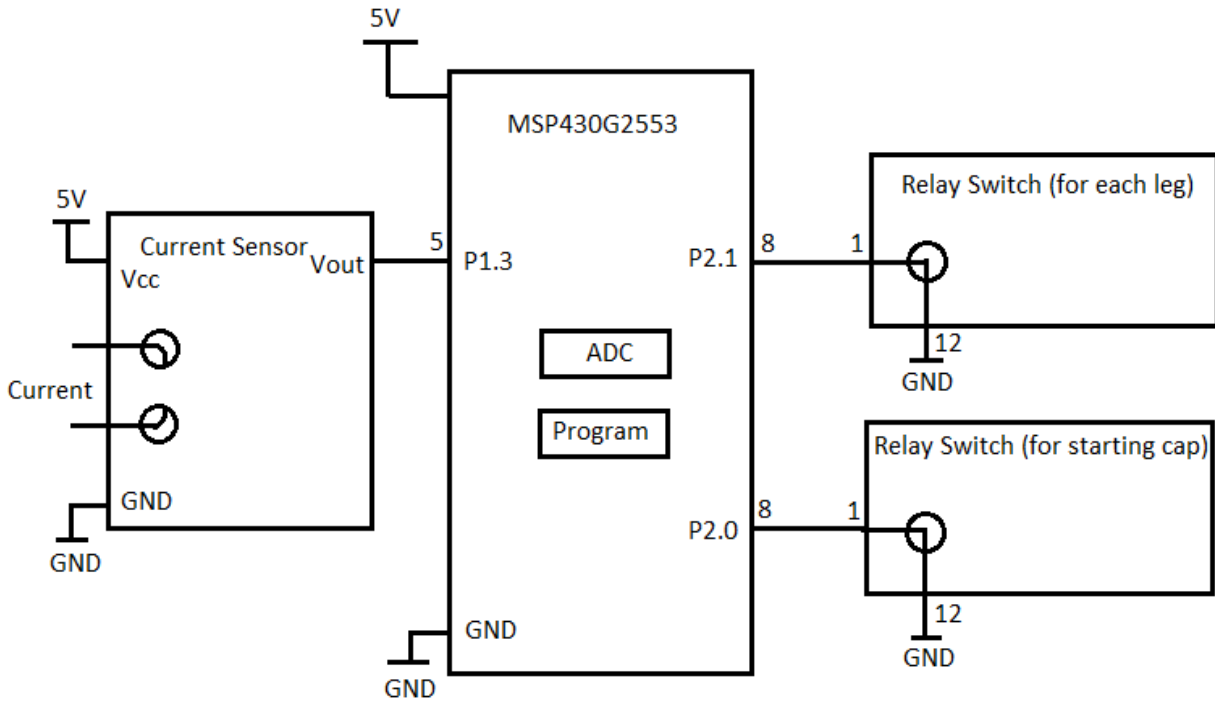 5V
MSP430G2553
Relay Switch (for each leg)
5V
Current Sensor
Vcc
Vout
5
P1.3
P2.1
8
1
12
GND
ADC
Current
Program
Relay Switch (for starting cap)
GND
GND
P2.0
8
1
12
GND
GND
GND